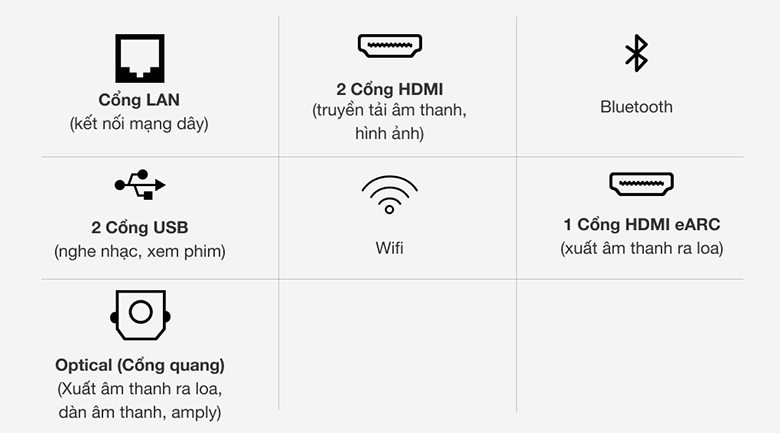 Cổng LAN
(kết nối mạng dây)
2 Cổng HDMI
(truyền tải âm thanh,
hình ảnh)
Bluetooth
2 Cổng USB
(nghe nhạc, xem phim)
Wifi
1 Cổng HDMI eARC
(xuất âm thanh ra loa)
Optical (Cổng quang)
(Xuất âm thanh ra loa,
dàn âm thanh, amply)